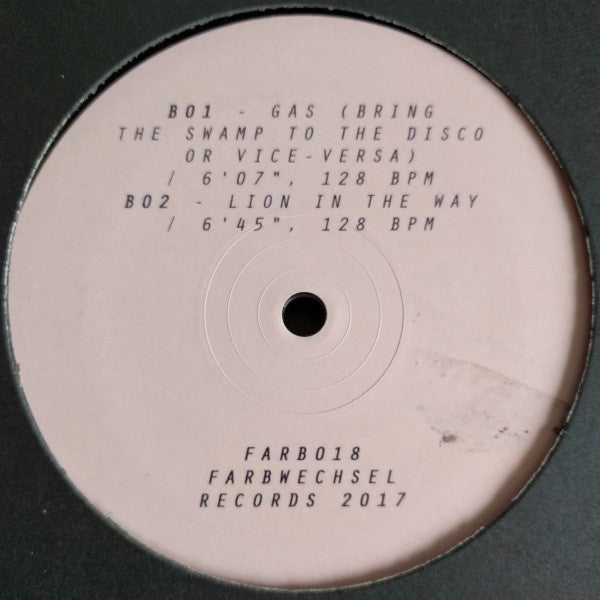 B01 - GAS (BRING
THE SWAMP TO THE DISCO
OR VICE-VERSA)
/ 6'07", 128 BPM
B02 - LION IN THE WAY
/ 6'45", 128 BPM
FARB018
FARBWECHSEL
RECORDS 2017